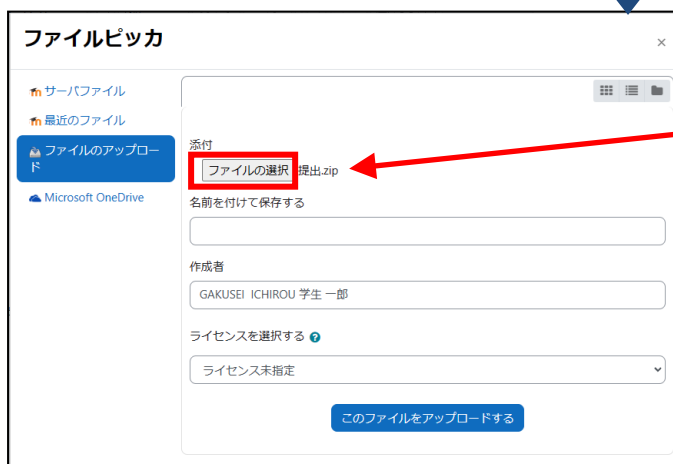 ファイルピッカ
×
サーバファイル
最近のファイル
ファイルのアップロー
ド
Microsoft OneDrive
添付
ファイルの選択 提出.zip
名前を付けて保存する
作成者
GAKUSEI ICHIROU 学生 一郎
ライセンスを選択する ?
ライセンス未指定
このファイルをアップロードする